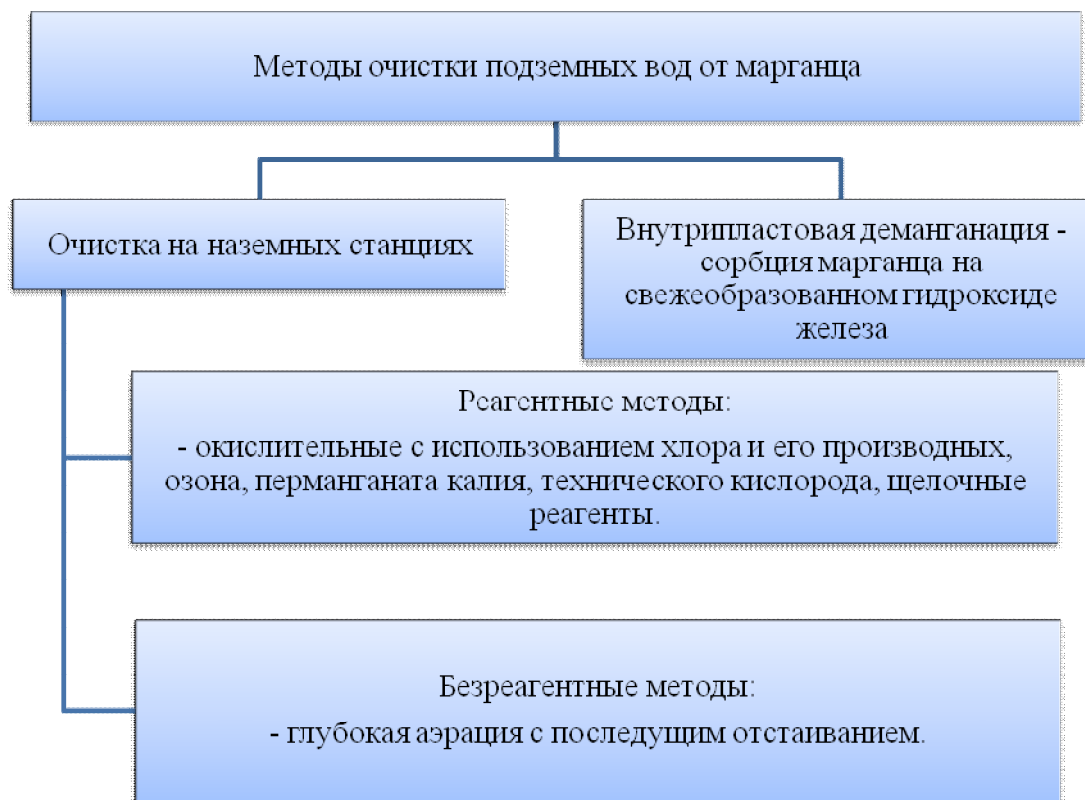 Методы очистки подземных вод от марганца
Очистка на наземных станциях
Внутрипластовая деманганация -
сорбция марганца на
свежеобразованном гидроксиде
железа
Реагентные методы:
- окислительные с использованием хлора и его производных,
озона, перманганата калия, технического кислорода, щелочные
реагенты.
Безреагентные методы:
- глубокая аэрация с последущим отстаиванием.